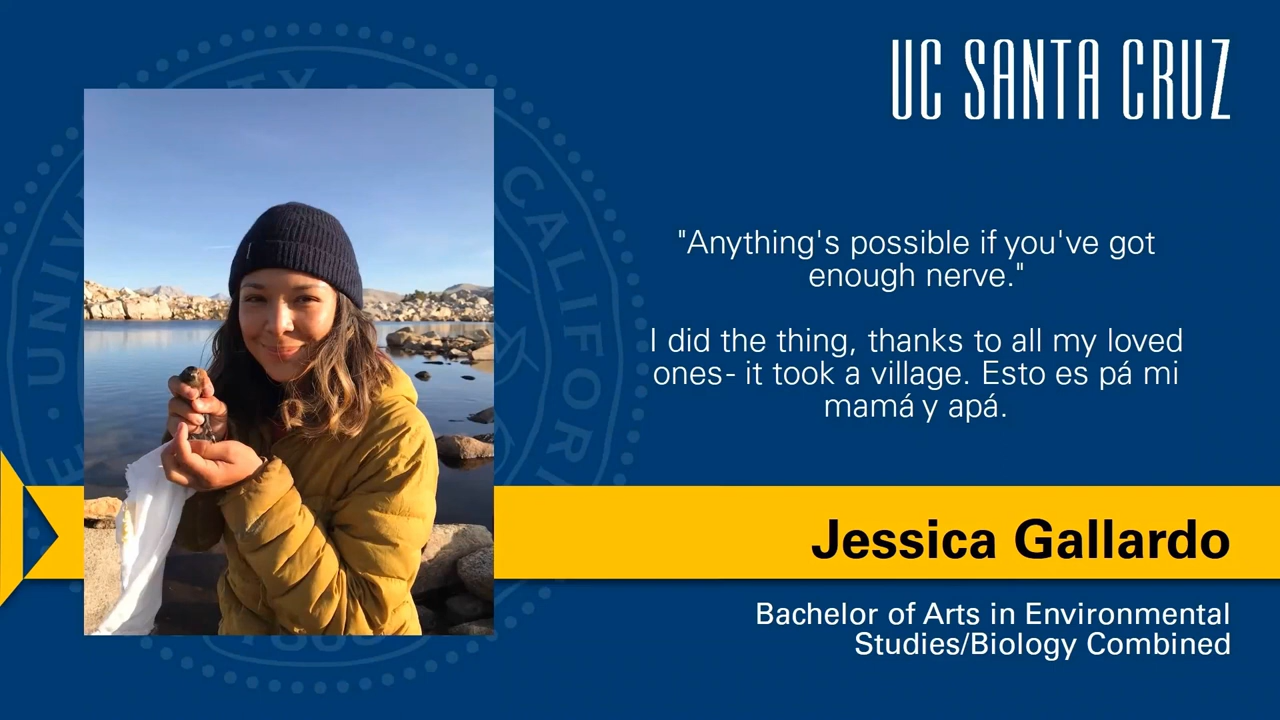 UC SANTA CRUZ
"Anything's possible if you've got
enough nerve."
I did the thing, thanks to all my loved
ones- it took a village. Esto es pá mi
mamá y apá.
Jessica Gallardo
Bachelor of Arts in Environmental
Studies/Biology Combined